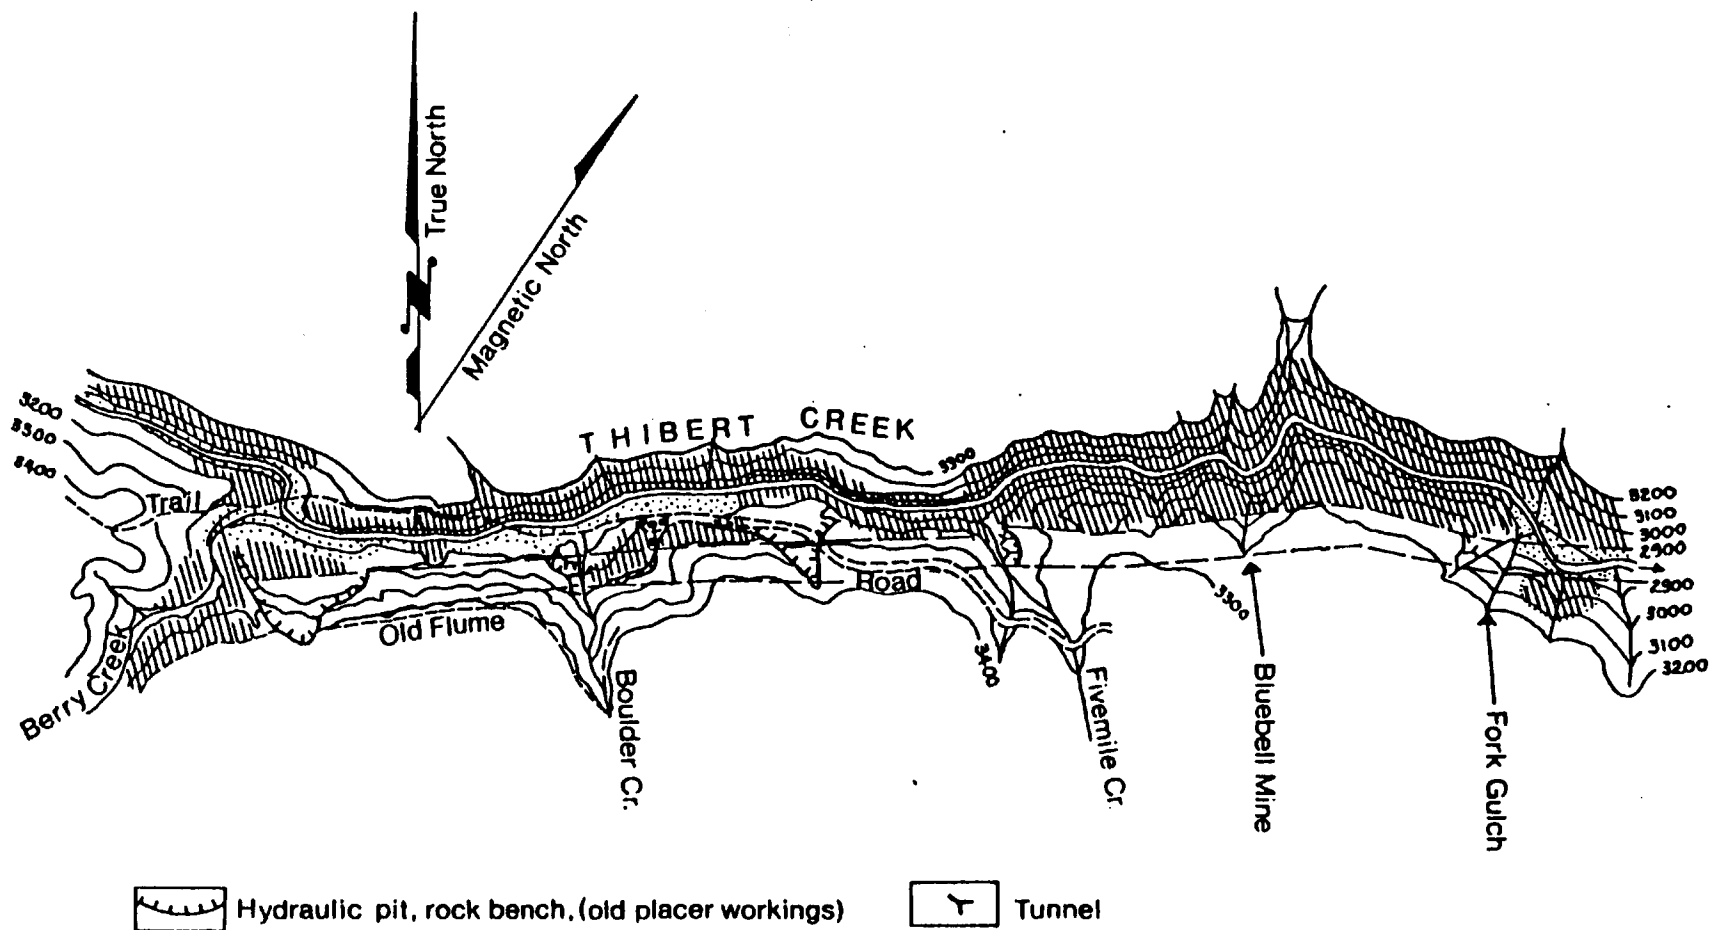 True North
Magnetic North
THIBERT CREEK
3200
3300
3400
3300
Trail
Road
Old Flume
Berry Creek
Boulder Cr.
3400
Fivemile Cr.
3300
Bluebell Mine
Fork Gulch
3200
3100
3000
2900
2900
3000
3100
3200
Hydraulic pit, rock bench, (old placer workings)
Tunnel